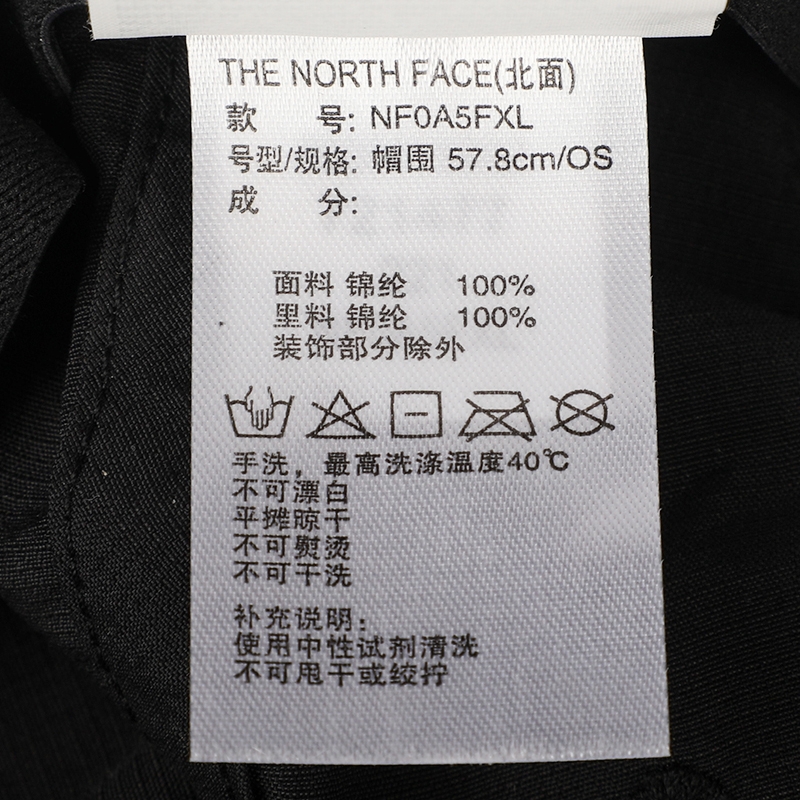 THE NORTH FACE(北面)
款 号: NF0A5FXL
号型/规格: 帽围 57.8cm/OS
成 分:
面料 锦纶 100%
里料 锦纶 100%
装饰部分除外
手洗，最高洗涤温度40℃
不可漂白
平摊晾干
不可熨烫
不可干洗
补充说明:
使用中性试剂清洗
不可甩干或绞拧